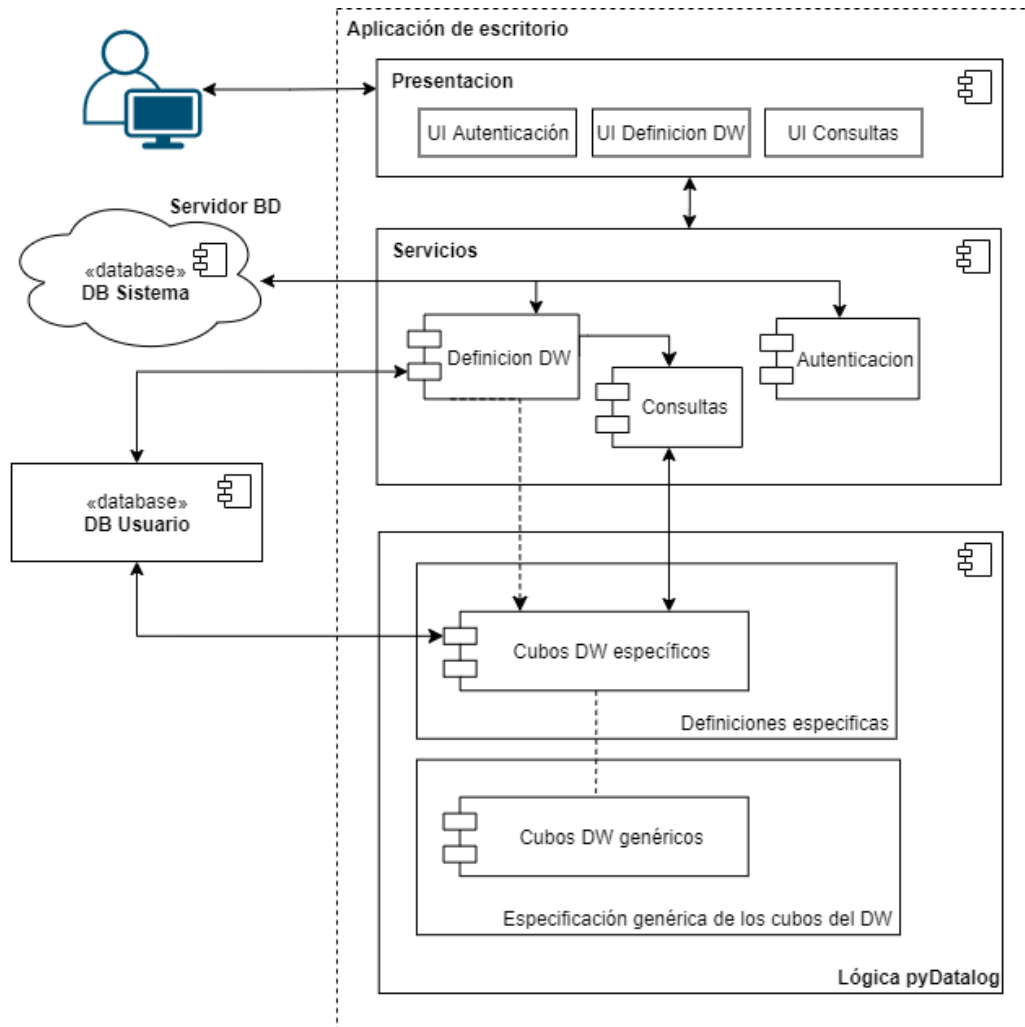 Aplicación de escritorio
Presentacion
UI Autenticación
UI Definicion DW
UI Consultas
Servidor BD
«database»
DB Sistema
Servicios
Definicion DW
Consultas
Autenticacion
«database»
DB Usuario
Cubos DW específicos
Definiciones especificas
Cubos DW genéricos
Especificación genérica de los cubos del DW
Lógica pyDatalog